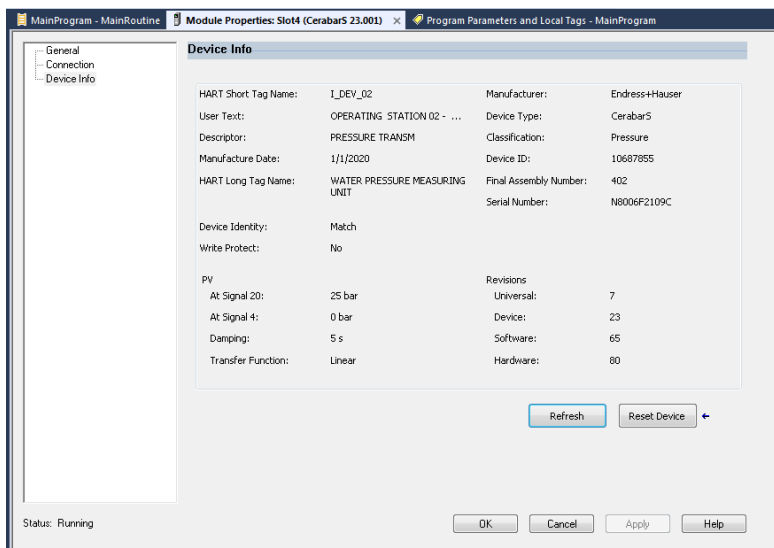 MainProgram - MainRoutine
Module Properties: Slot4 (CerabarS 23.001) ×
Program Parameters and Local Tags - MainProgram
General
Connection
Device Info
Device Info
HART Short Tag Name: I_DEV_02 Manufacturer: Endress+Hauser
User Text: OPERATING STATION 02 - ... Device Type: CerabarS
Descriptor: PRESSURE TRANSM Classification: Pressure
Manufacture Date: 1/1/2020 Device ID: 10687855
HART Long Tag Name: WATER PRESSURE MEASURING Final Assembly Number: 402
UNIT
Serial Number: N8006F2109C
Device Identity: Match
Write Protect: No
PV Revisions
At Signal 20: 25 bar Universal: 7
At Signal 4: 0 bar Device: 23
Damping: 5 s Software: 65
Transfer Function: Linear Hardware: 80
Refresh Reset Device ←
Status: Running OK Cancel Apply Help